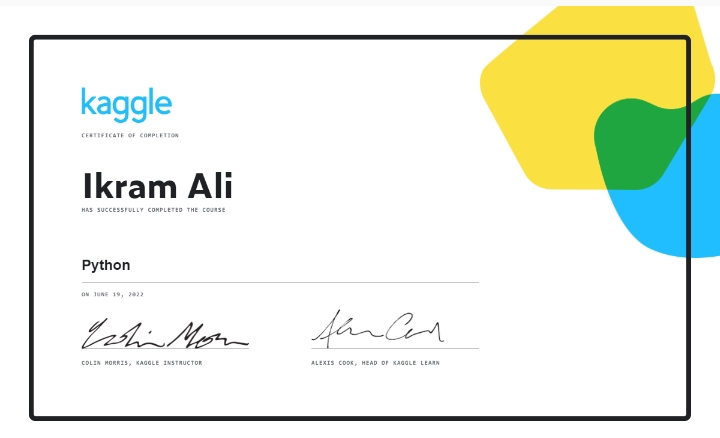 kaggle
CERTIFICATE OF COMPLETION
Ikram Ali
HAS SUCCESSFULLY COMPLETED THE COURSE
Python
ON JUNE 19, 2022
Colin Morris
Alexis Cook
COLIN MORRIS, KAGGLE INSTRUCTOR
ALEXIS COOK, HEAD OF KAGGLE LEARN